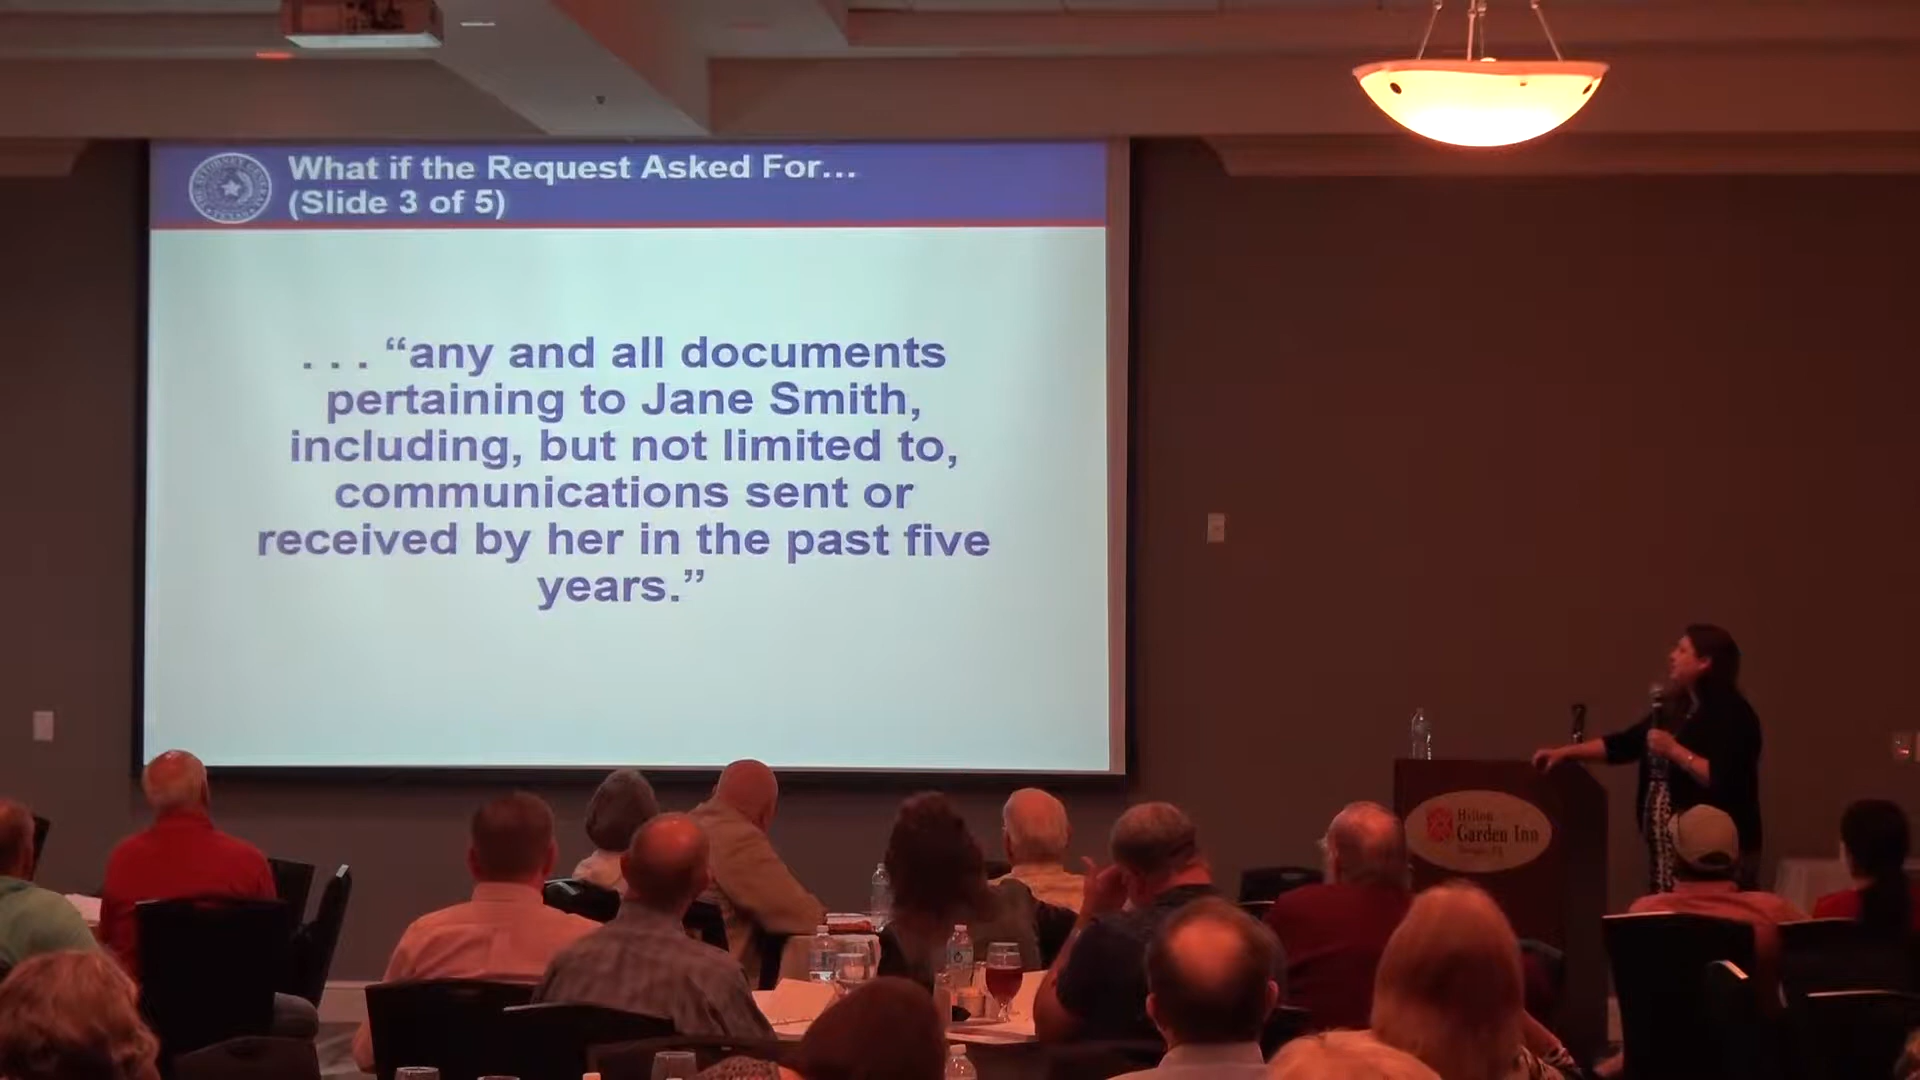 What if the Request Asked For...
(Slide 3 of 5)
. . . “any and all documents
pertaining to Jane Smith,
including, but not limited to,
communications sent or
received by her in the past five
years.”
Hilton
Garden Inn